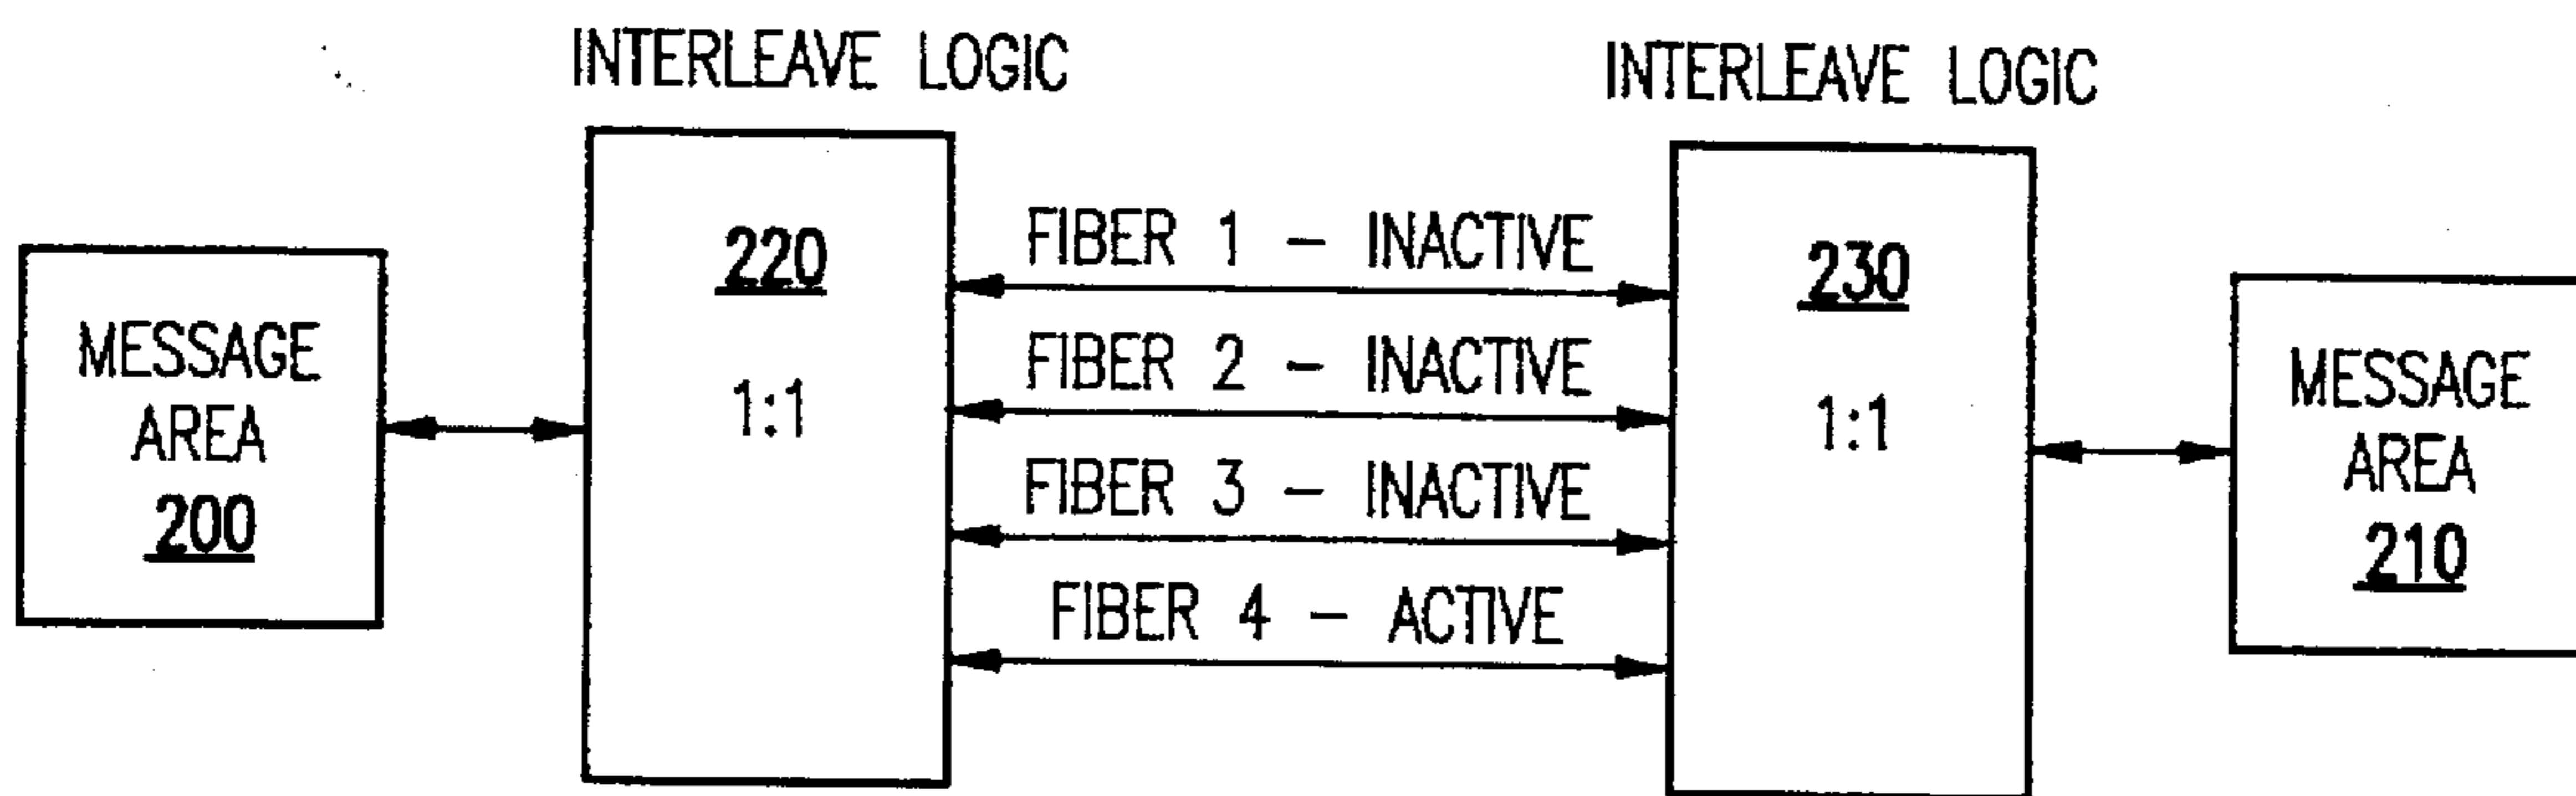 INTERLEAVE LOGIC
INTERLEAVE LOGIC
MESSAGE
AREA
200
220
1:1
FIBER 1 - INACTIVE
FIBER 2 - INACTIVE
FIBER 3 - INACTIVE
FIBER 4 - ACTIVE
230
1:1
MESSAGE
AREA
210